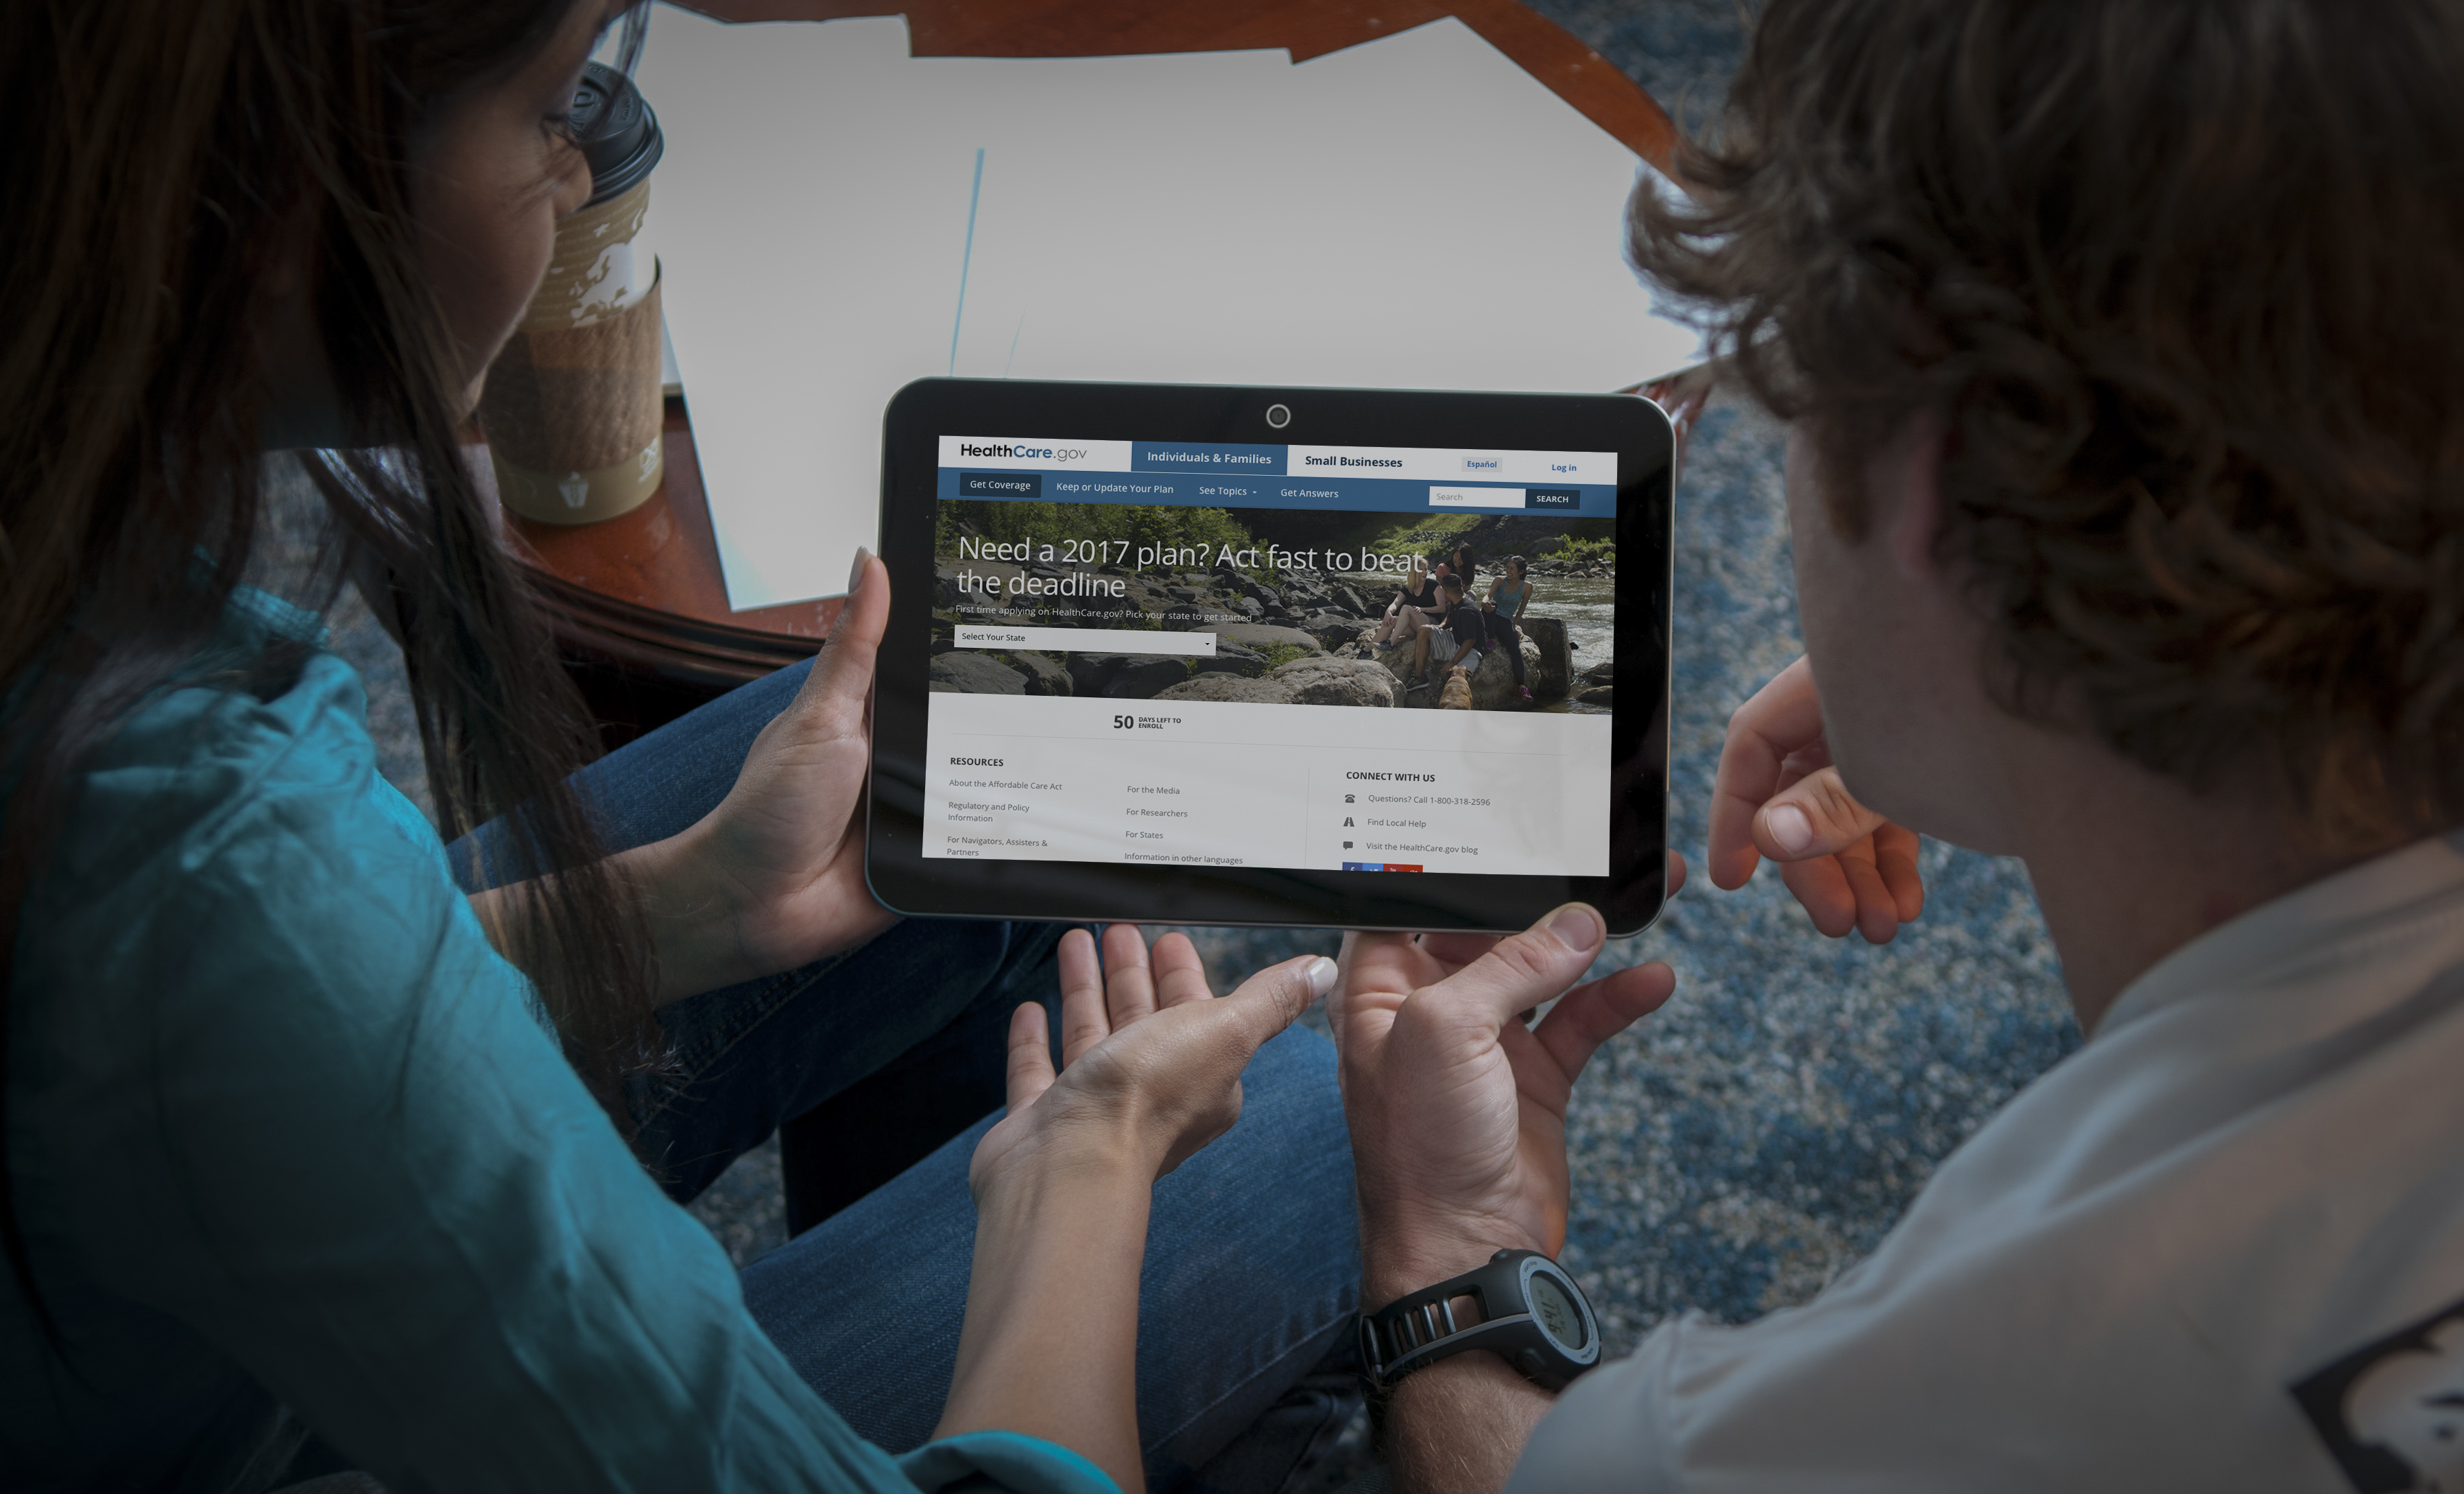 HealthCare.gov
Individuals & Families
Small Businesses
Español
Log in
Get Coverage
Keep or Update Your Plan
See Topics
Get Answers
Search
SEARCH
Need a 2017 plan? Act fast to beat
the deadline
First time applying on HealthCare.gov? Pick your state to get started
Select Your State
50 DAYS LEFT TO
ENROLL
RESOURCES
About the Affordable Care Act
Regulatory and Policy
Information
For Navigators, Assisters &
Partners
For the Media
For Researchers
For States
Information in other languages
CONNECT WITH US
Questions? Call 1-800-318-2596
Find Local Help
Visit the HealthCare.gov blog